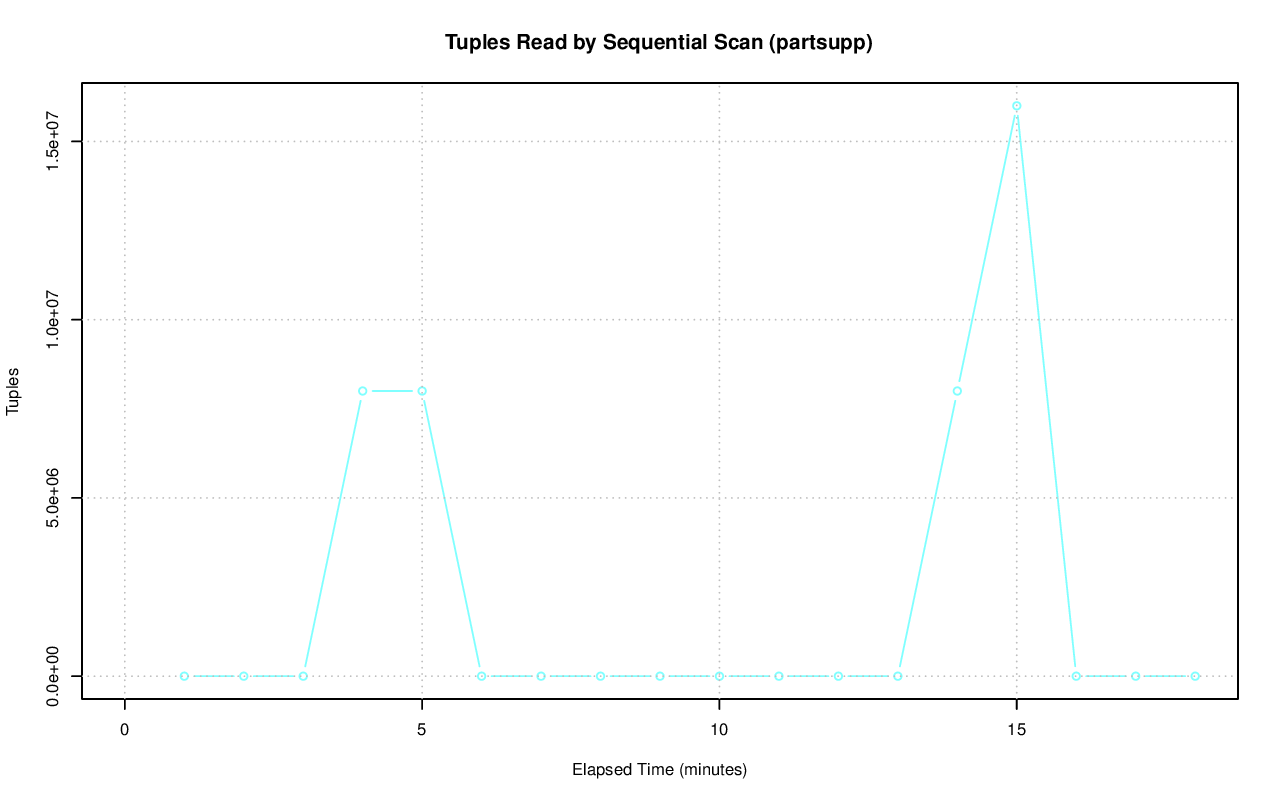 Tuples Read by Sequential Scan (partsupp)
1.5e+07
1.0e+07
5.0e+06
0.0e+00
Tuples
0 5 10 15
Elapsed Time (minutes)